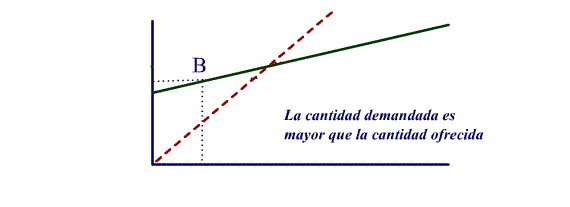 B
La cantidad demandada es
mayor que la cantidad ofrecida